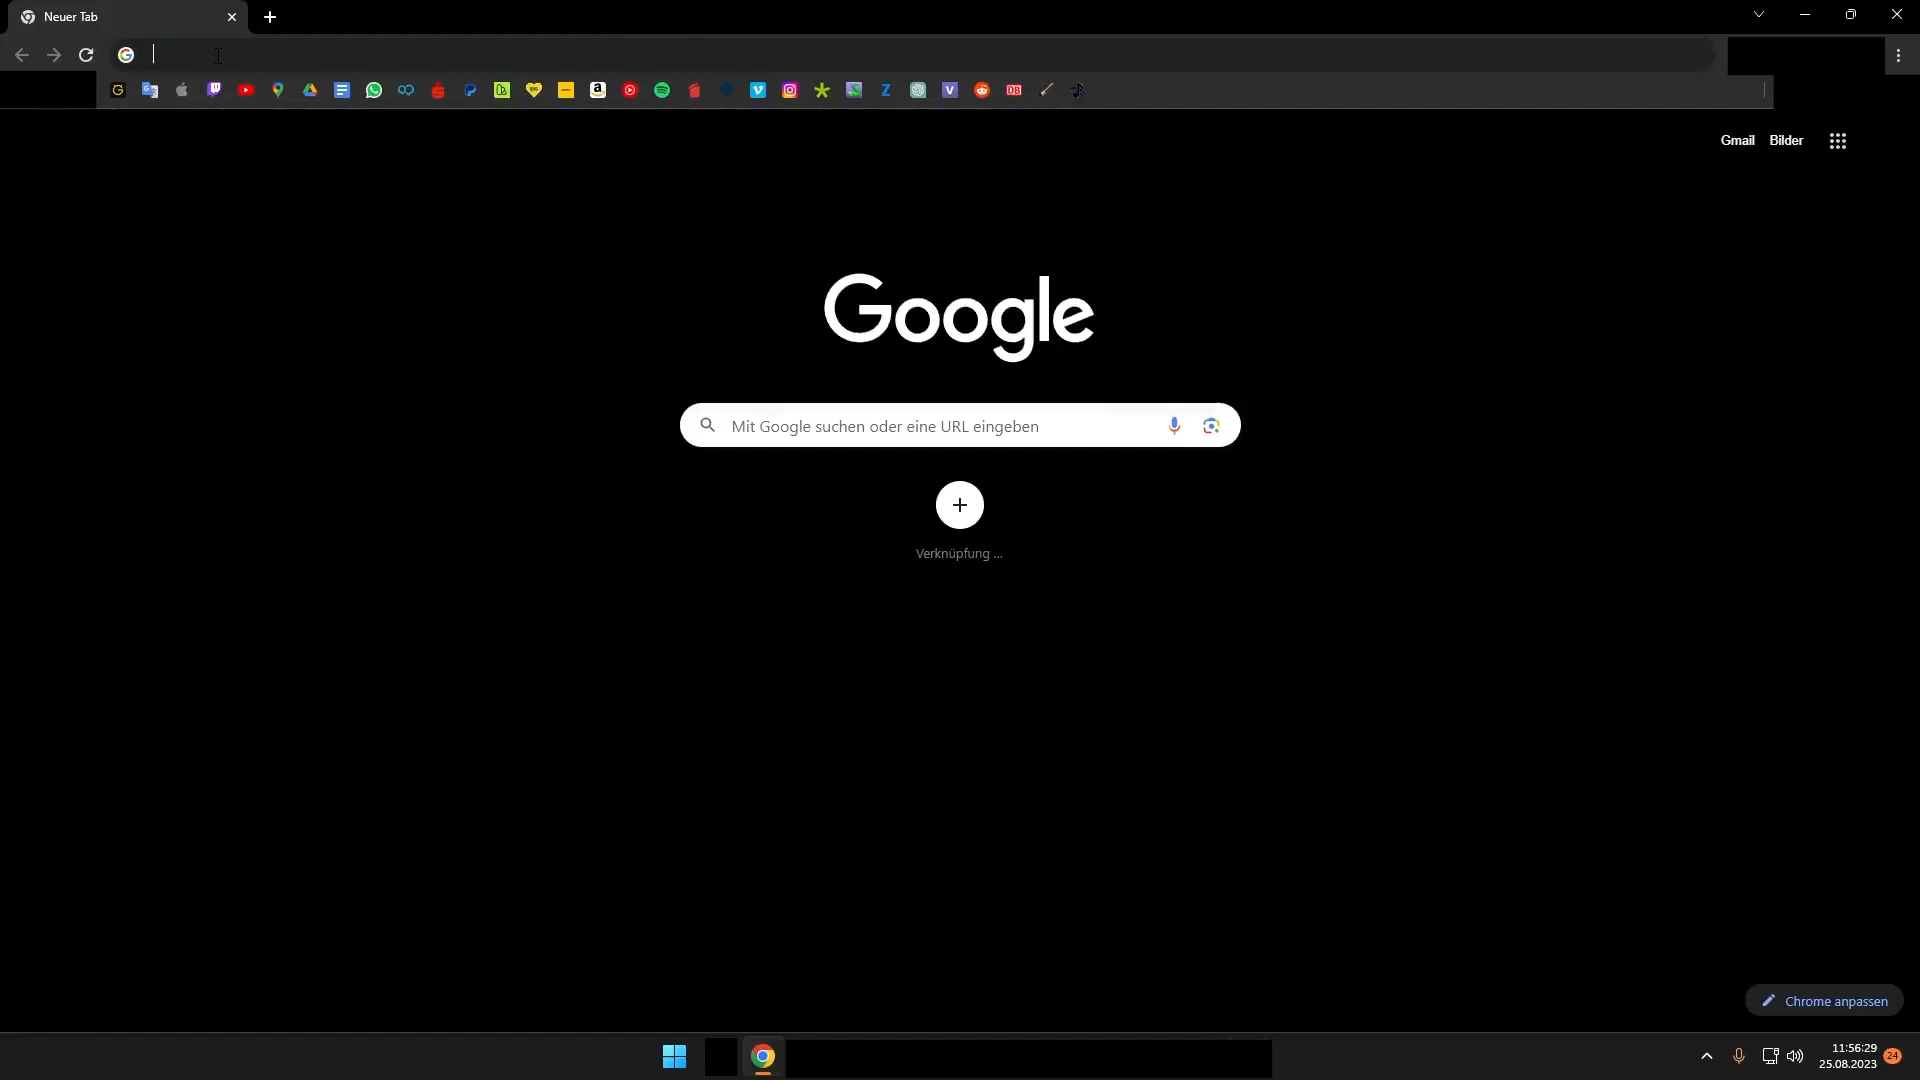 Neuer Tab
Gmail Bilder
Google
Mit Google suchen oder eine URL eingeben
Verknüpfung ...
Chrome anpassen
11:56:29
25.08.2023
24